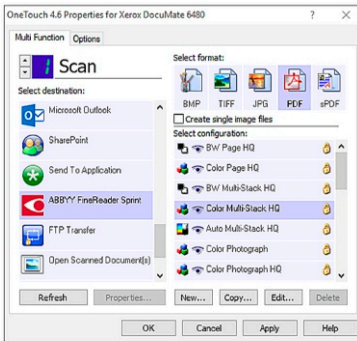 OneTouch 4.6 Properties for Xerox DocuMate 6480
Multi Function
Options
1
Scan
Select destination:
Microsoft Outlook
SharePoint
Send To Application
ABBYY FineReader Sprint
FTP Transfer
Open Scanned Document(s)
Refresh
Properties...
Select format:
BMP
TIFF
JPG
PDF
sPDF
Create single image files
Select configuration:
BW Page HQ
Color Page HQ
BW Multi-Stack HQ
Color Multi-Stack HQ
Auto Multi-Stack HQ
Color Photograph
Color Photograph HQ
New...
Copy...
Edit...
Delete
OK
Cancel
Apply
Help